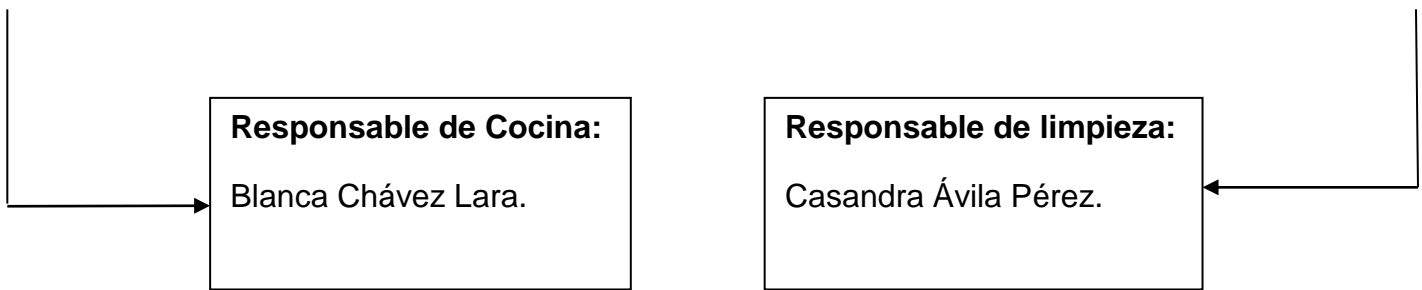 Responsable de Cocina:
Blanca Chávez Lara.
Responsable de limpieza:
Casandra Ávila Pérez.